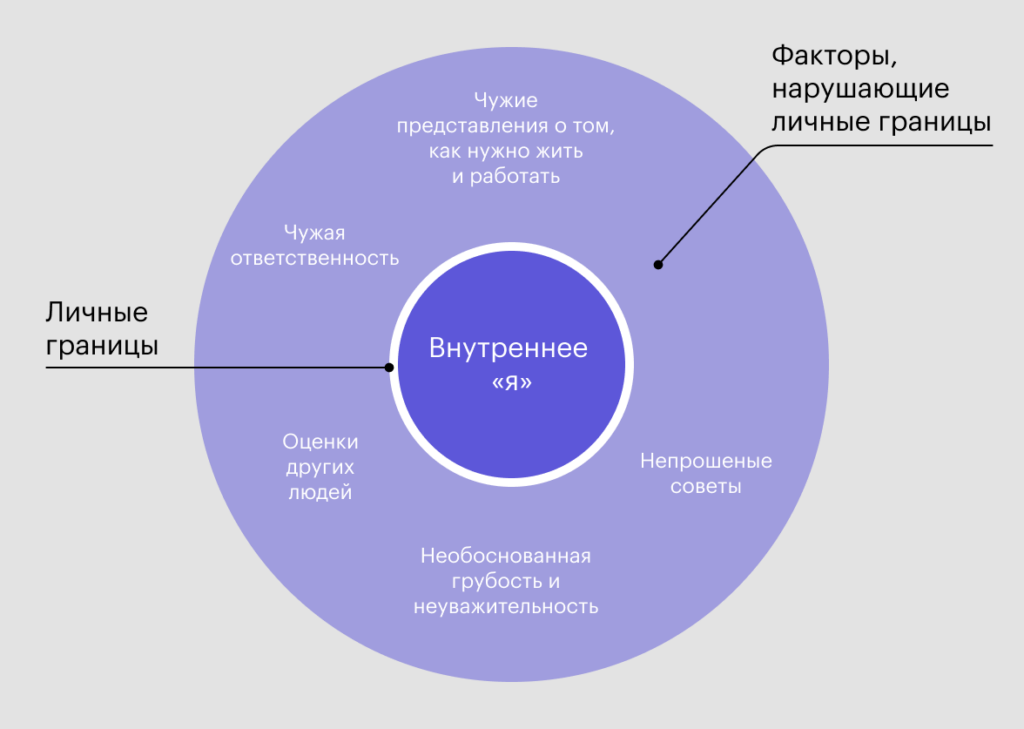 Факторы,
нарушающие
личные границы
Чужие
представления о том,
как нужно жить
и работать
Чужая
ответственность
Личные
границы
Внутреннее
«я»
Оценки
других
людей
Непрошеные
советы
Необоснованная
грубость и
неуважительность